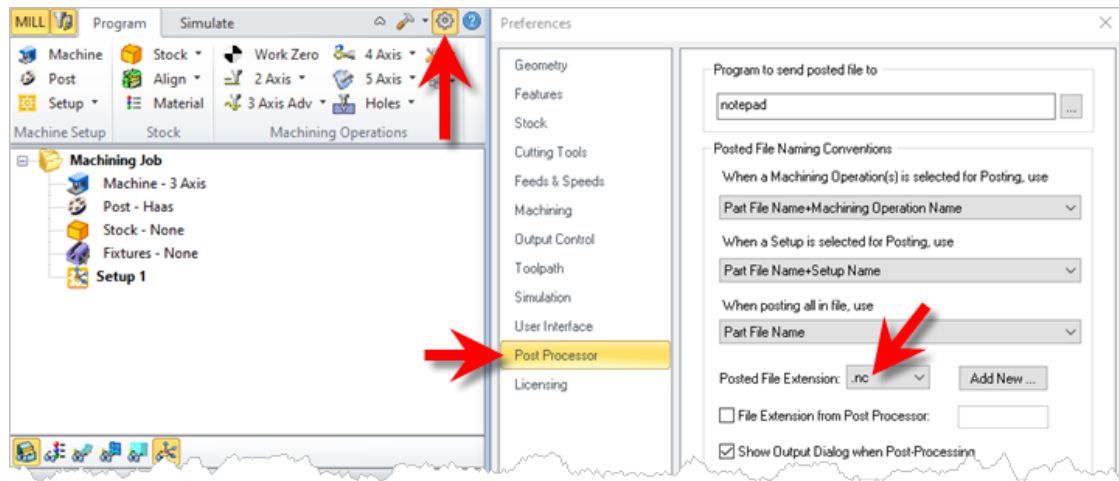 MILL Program Simulate
Machine Stock Work Zero 4 Axis
Post Align 2 Axis 5 Axis
Setup Material 3 Axis Adv Holes
Machine Setup Stock Machining Operations
Machining Job
Machine - 3 Axis
Post - Haas
Stock - None
Fixtures - None
Setup 1
Preferences
Geometry
Features
Stock
Cutting Tools
Feeds & Speeds
Machining
Output Control
Toolpath
Simulation
User Interface
Post Processor
Licensing
Program to send posted file to
notepad
...
Posted File Naming Conventions
When a Machining Operation(s) is selected for Posting, use
Part File Name+Machining Operation Name
When a Setup is selected for Posting, use
Part File Name+Setup Name
When posting all in file, use
Part File Name
Posted File Extension: .nc Add New ...
File Extension from Post Processor:
Show Output Dialog when Post-Processing